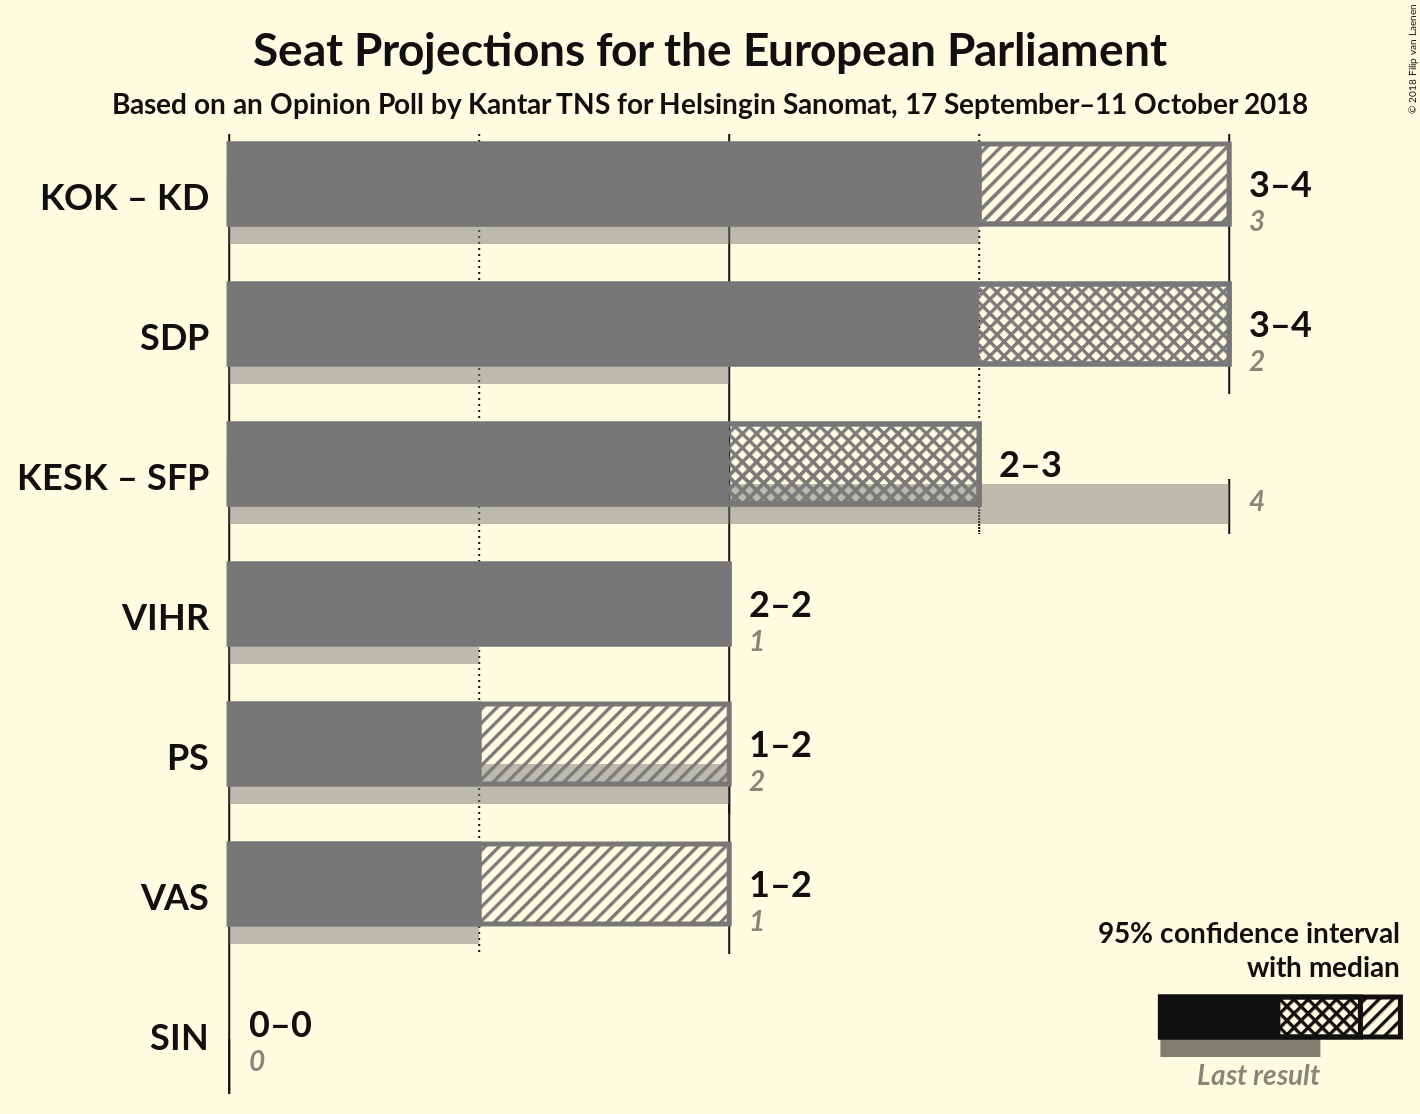 Seat Projections for the European Parliament
Based on an Opinion Poll by Kantar TNS for Helsingin Sanomat, 17 September–11 October 2018
© 2018 Filip van Laenen
KOK – KD
3–4
3
SDP
3–4
2
KESK – SFP
2–3
4
VIHR
2–2
1
PS
1–2
2
VAS
1–2
1
SIN
0–0
0
95% confidence interval
with median
Last result